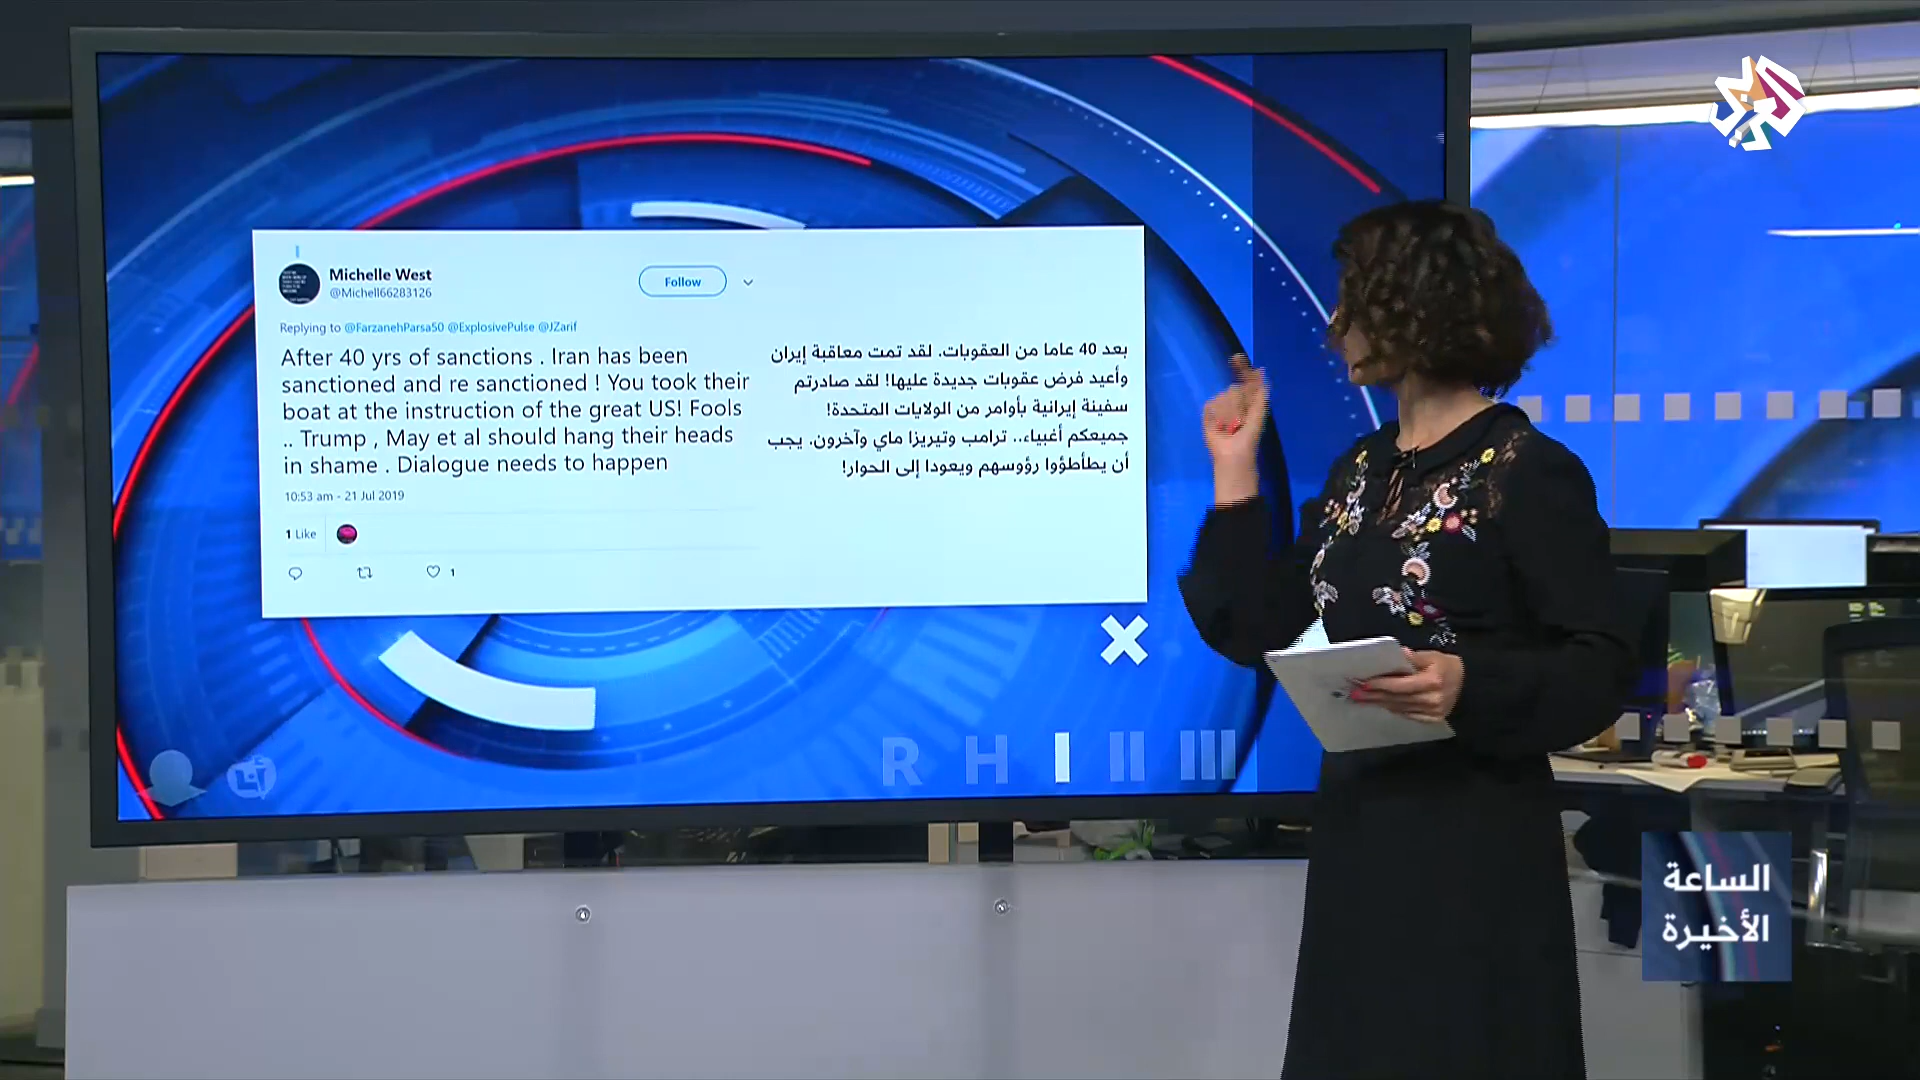 Michelle West
@Michell66283126
Follow
Replying to @FarzanehParsa50 @ExplosivePulse @JZarif
After 40 yrs of sanctions . Iran has been
sanctioned and re sanctioned ! You took their
boat at the instruction of the great US! Fools
.. Trump , May et al should hang their heads
in shame . Dialogue needs to happen
10:53 am - 21 Jul 2019
1 Like
1
بعد 40 عاما من العقوبات. لقد تمت معاقبة إيران
وأعيد فرض عقوبات جديدة عليها! لقد صادرتم
سفينة إيرانية بأوامر من الولايات المتحدة!
جميعكم أغبياء.. ترامب وتيريزا ماي وآخرون. يجب
أن يطأطؤوا رؤوسهم ويعودا إلى الحوار!
R H I II III
الساعة
الأخيرة